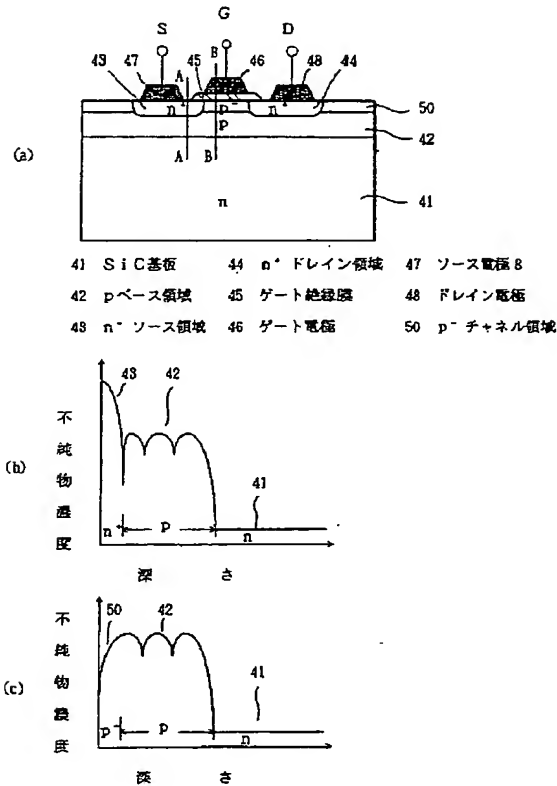 S G D
47 46 48
43 A 45 B 44
n p⁻ n
p
A B
n
50
42
41
(a)
41 SiC基板 44 n⁺ドレイン領域 47 ソース電極8
42 pベース領域 45 ゲート絶縁膜 48 ドレイン電極
43 n⁺ソース領域 46 ゲート電極 50 p⁻チャネル領域
(b)
不純物濃度
43
42
41
n⁺ p n
深さ
(c)
不純物濃度
50
42
41
p⁻ p n
深さ